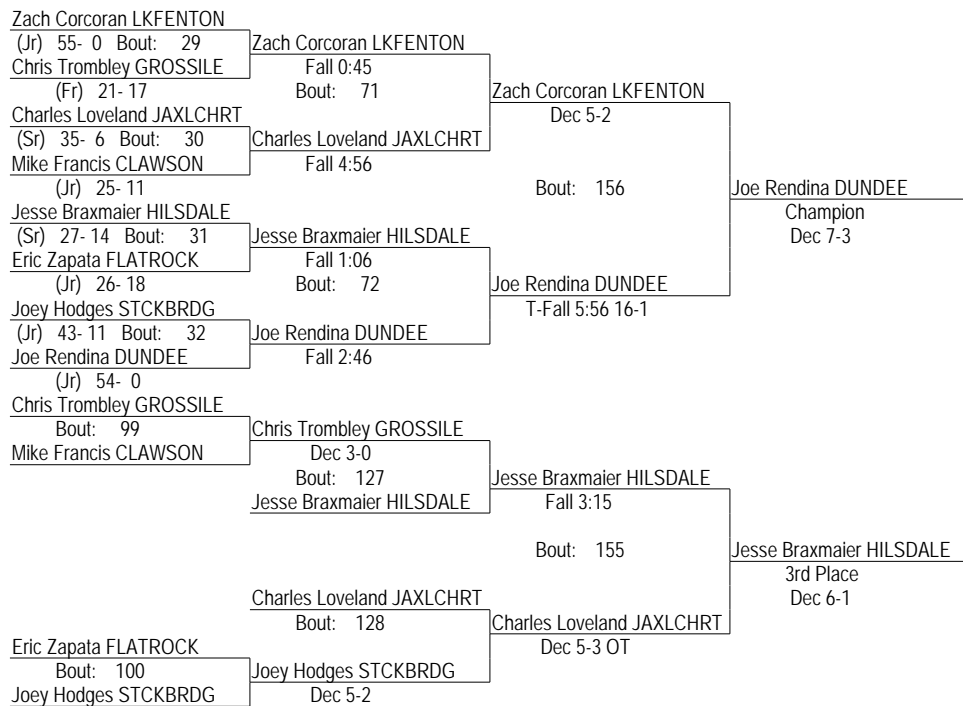 Zach Corcoran LKFENTON
(Jr) 55- 0 Bout: 29
Zach Corcoran LKFENTON
Chris Trombley GROSSILE
Fall 0:45
(Fr) 21- 17
Bout: 71
Zach Corcoran LKFENTON
Charles Loveland JAXLCHRT
Dec 5-2
(Sr) 35- 6 Bout: 30
Charles Loveland JAXLCHRT
Mike Francis CLAWSON
Fall 4:56
(Jr) 25- 11
Bout: 156
Joe Rendina DUNDEE
Jesse Braxmaier HILSDALE
Champion
(Sr) 27- 14 Bout: 31
Jesse Braxmaier HILSDALE
Dec 7-3
Eric Zapata FLATROCK
Fall 1:06
(Jr) 26- 18
Bout: 72
Joe Rendina DUNDEE
Joey Hodges STCKBRDG
T-Fall 5:56 16-1
(Jr) 43- 11 Bout: 32
Joe Rendina DUNDEE
Joe Rendina DUNDEE
Fall 2:46
(Jr) 54- 0
Chris Trombley GROSSILE
Bout: 99
Chris Trombley GROSSILE
Mike Francis CLAWSON
Dec 3-0
Bout: 127
Jesse Braxmaier HILSDALE
Jesse Braxmaier HILSDALE
Fall 3:15
Bout: 155
Jesse Braxmaier HILSDALE
3rd Place
Charles Loveland JAXLCHRT
Dec 6-1
Bout: 128
Charles Loveland JAXLCHRT
Eric Zapata FLATROCK
Dec 5-3 OT
Bout: 100
Joey Hodges STCKBRDG
Joey Hodges STCKBRDG
Dec 5-2